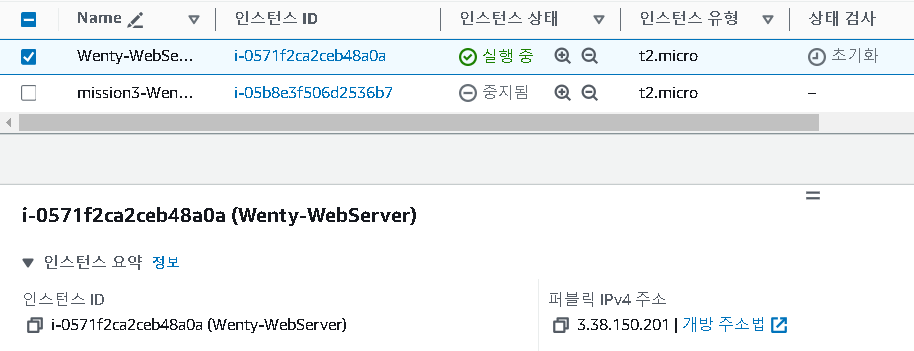 Name 인스턴스 ID 인스턴스 상태 인스턴스 유형 상태 검사
Wenty-WebSe... i-0571f2ca2ceb48a0a 실행 중 t2.micro 초기화
mission3-Wen... i-05b8e3f506d2536b7 중지됨 t2.micro –
i-0571f2ca2ceb48a0a (Wenty-WebServer)
인스턴스 요약 정보
인스턴스 ID 퍼블릭 IPv4 주소
i-0571f2ca2ceb48a0a (Wenty-WebServer) 3.38.150.201 | 개방 주소법